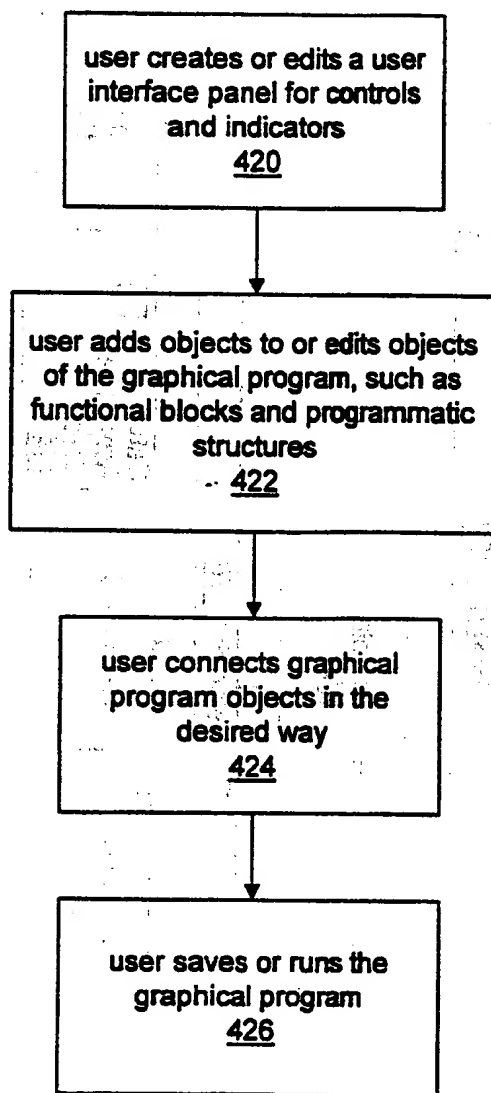 user creates or edits a user
interface panel for controls
and indicators
420
user adds objects to or edits objects
of the graphical program, such as
functional blocks and programmatic
structures
422
user connects graphical
program objects in the
desired way
424
user saves or runs the
graphical program
426